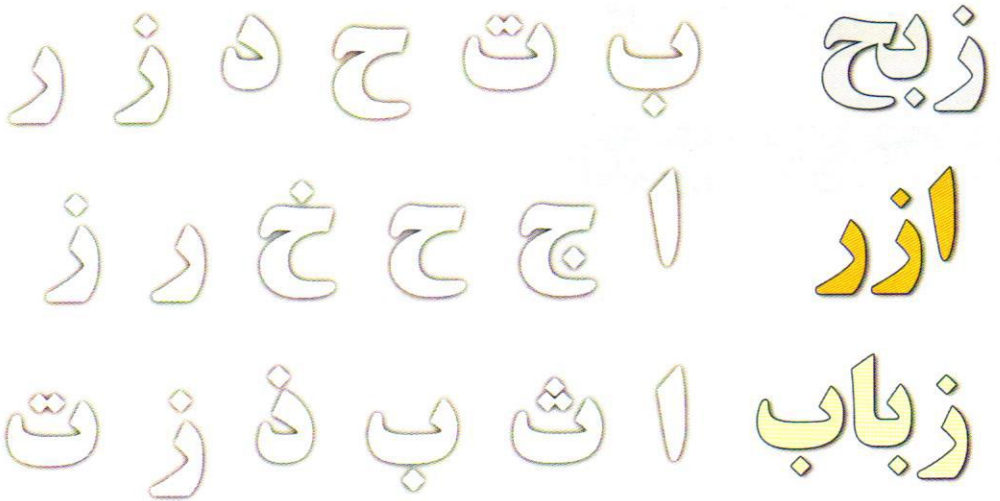 زبح ب ت ح د ز ر
ازر ا ج ح خ ر ز
زباب ا ث ب ذ ز ت